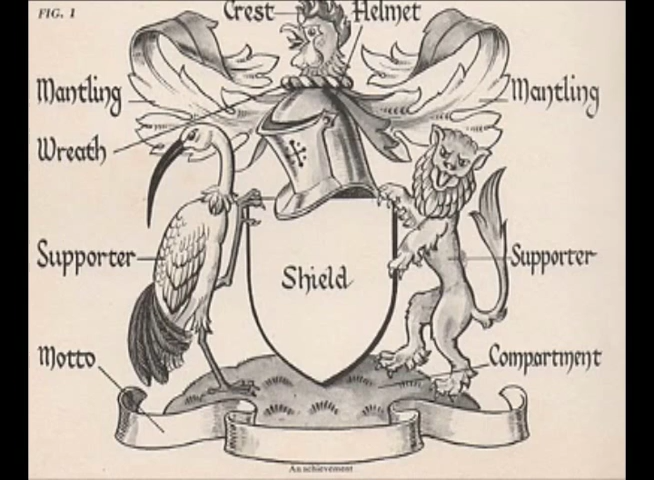 FIG. 1
Crest
Helmet
Mantling
Mantling
Wreath
Supporter
Shield
Supporter
Motto
Compartment
An achievement